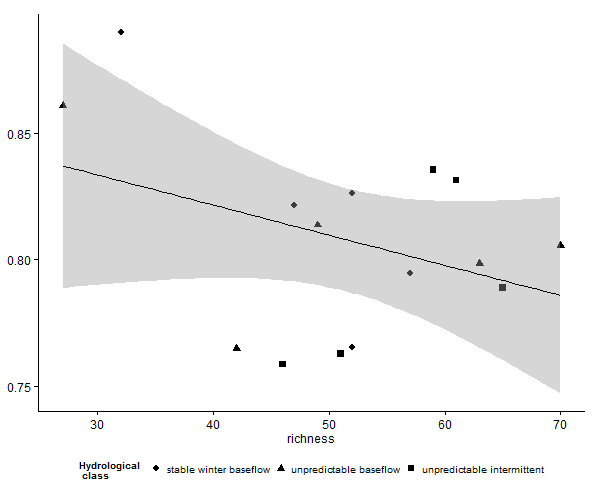 0.85
0.80
0.75
30 40 50 60 70
richness
Hydrological
class
stable winter baseflow unpredictable baseflow unpredictable intermittent